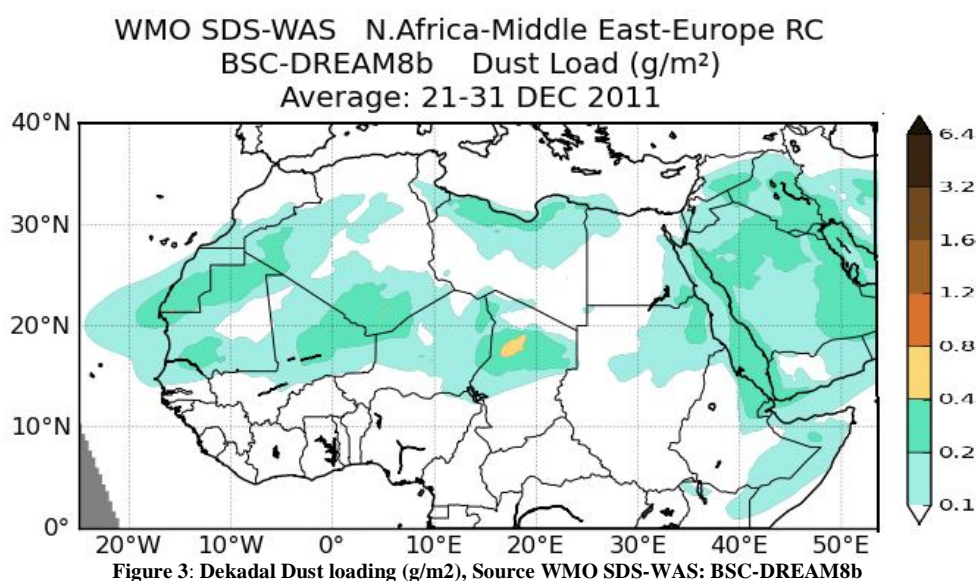 WMO SDS-WAS N.Africa-Middle East-Europe RC
BSC-DREAM8b Dust Load (g/m²)
Average: 21-31 DEC 2011
40°N
30°N
20°N
10°N
0°
20°W 10°W 0° 10°E 20°E 30°E 40°E 50°E
6.4
3.2
1.6
1.2
0.8
0.4
0.2
0.1
Figure 3: Dekadal Dust loading (g/m2), Source WMO SDS-WAS: BSC-DREAM8b